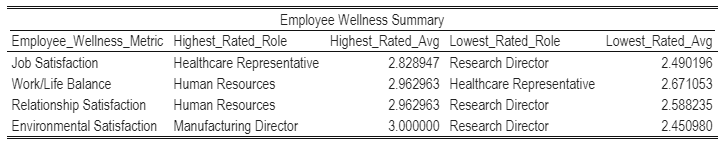 Employee Wellness Summary
Employee_Wellness_Metric Highest_Rated_Role Highest_Rated_Avg Lowest_Rated_Role Lowest_Rated_Avg
Job Satisfaction Healthcare Representative 2.828947 Research Director 2.490196
Work/Life Balance Human Resources 2.962963 Healthcare Representative 2.671053
Relationship Satisfaction Human Resources 2.962963 Research Director 2.588235
Environmental Satisfaction Manufacturing Director 3.000000 Research Director 2.450980